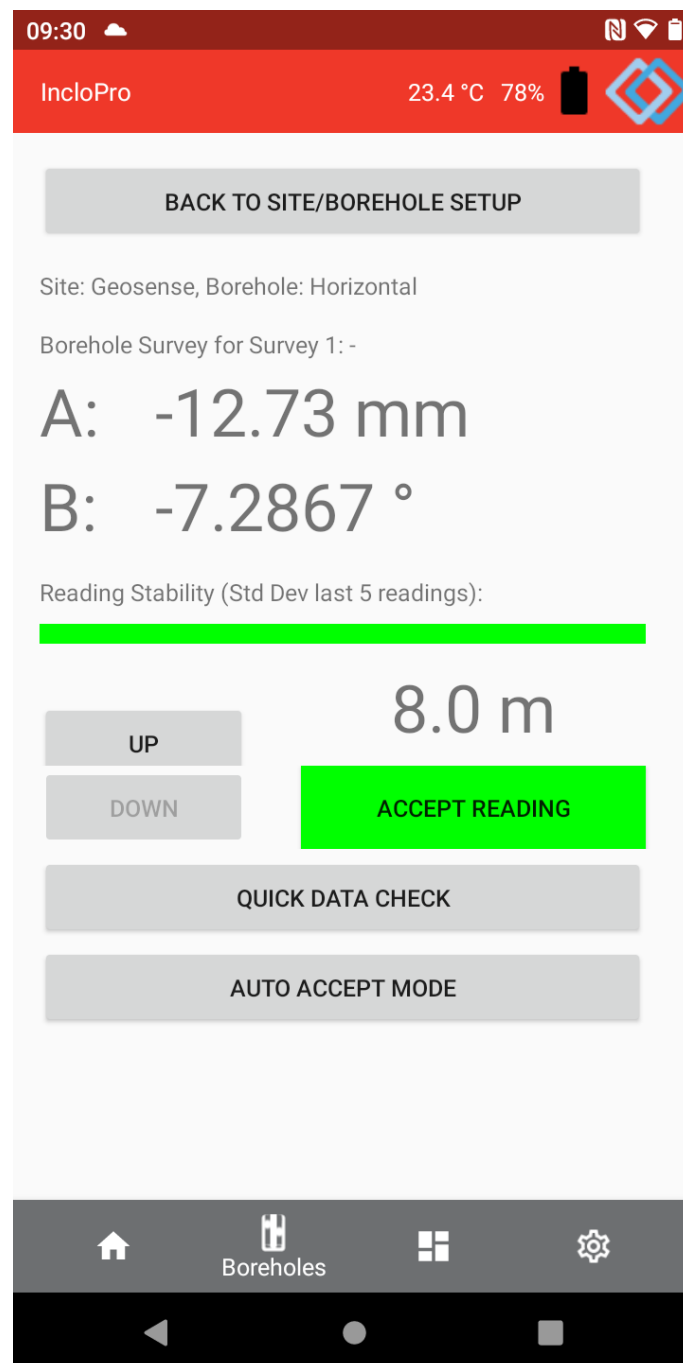 09:30
IncloPro 23.4 °C 78%
BACK TO SITE/BOREHOLE SETUP
Site: Geosense, Borehole: Horizontal
Borehole Survey for Survey 1: -
A: -12.73 mm
B: -7.2867 °
Reading Stability (Std Dev last 5 readings):
8.0 m
UP
DOWN
ACCEPT READING
QUICK DATA CHECK
AUTO ACCEPT MODE
Boreholes